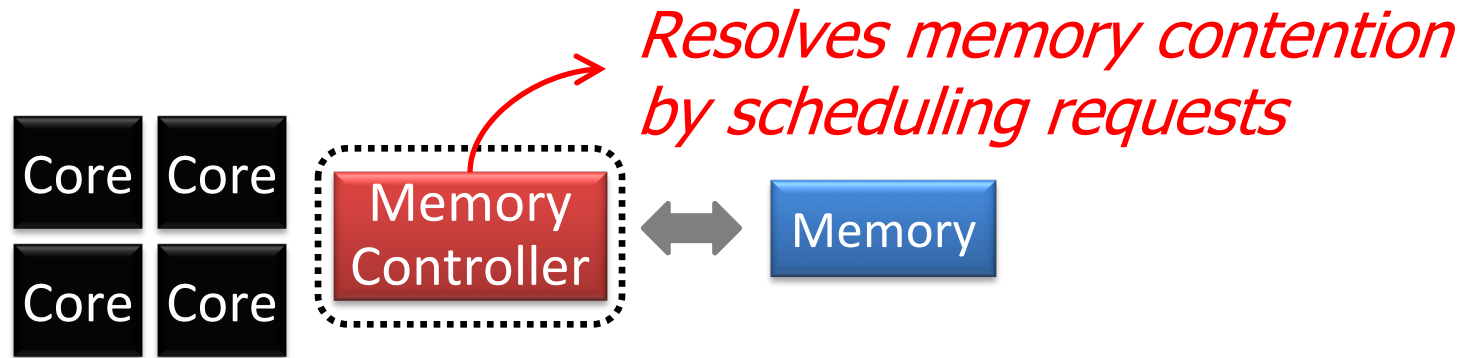 Resolves memory contention
by scheduling requests
Core Core
Core Core
Memory
Controller
Memory